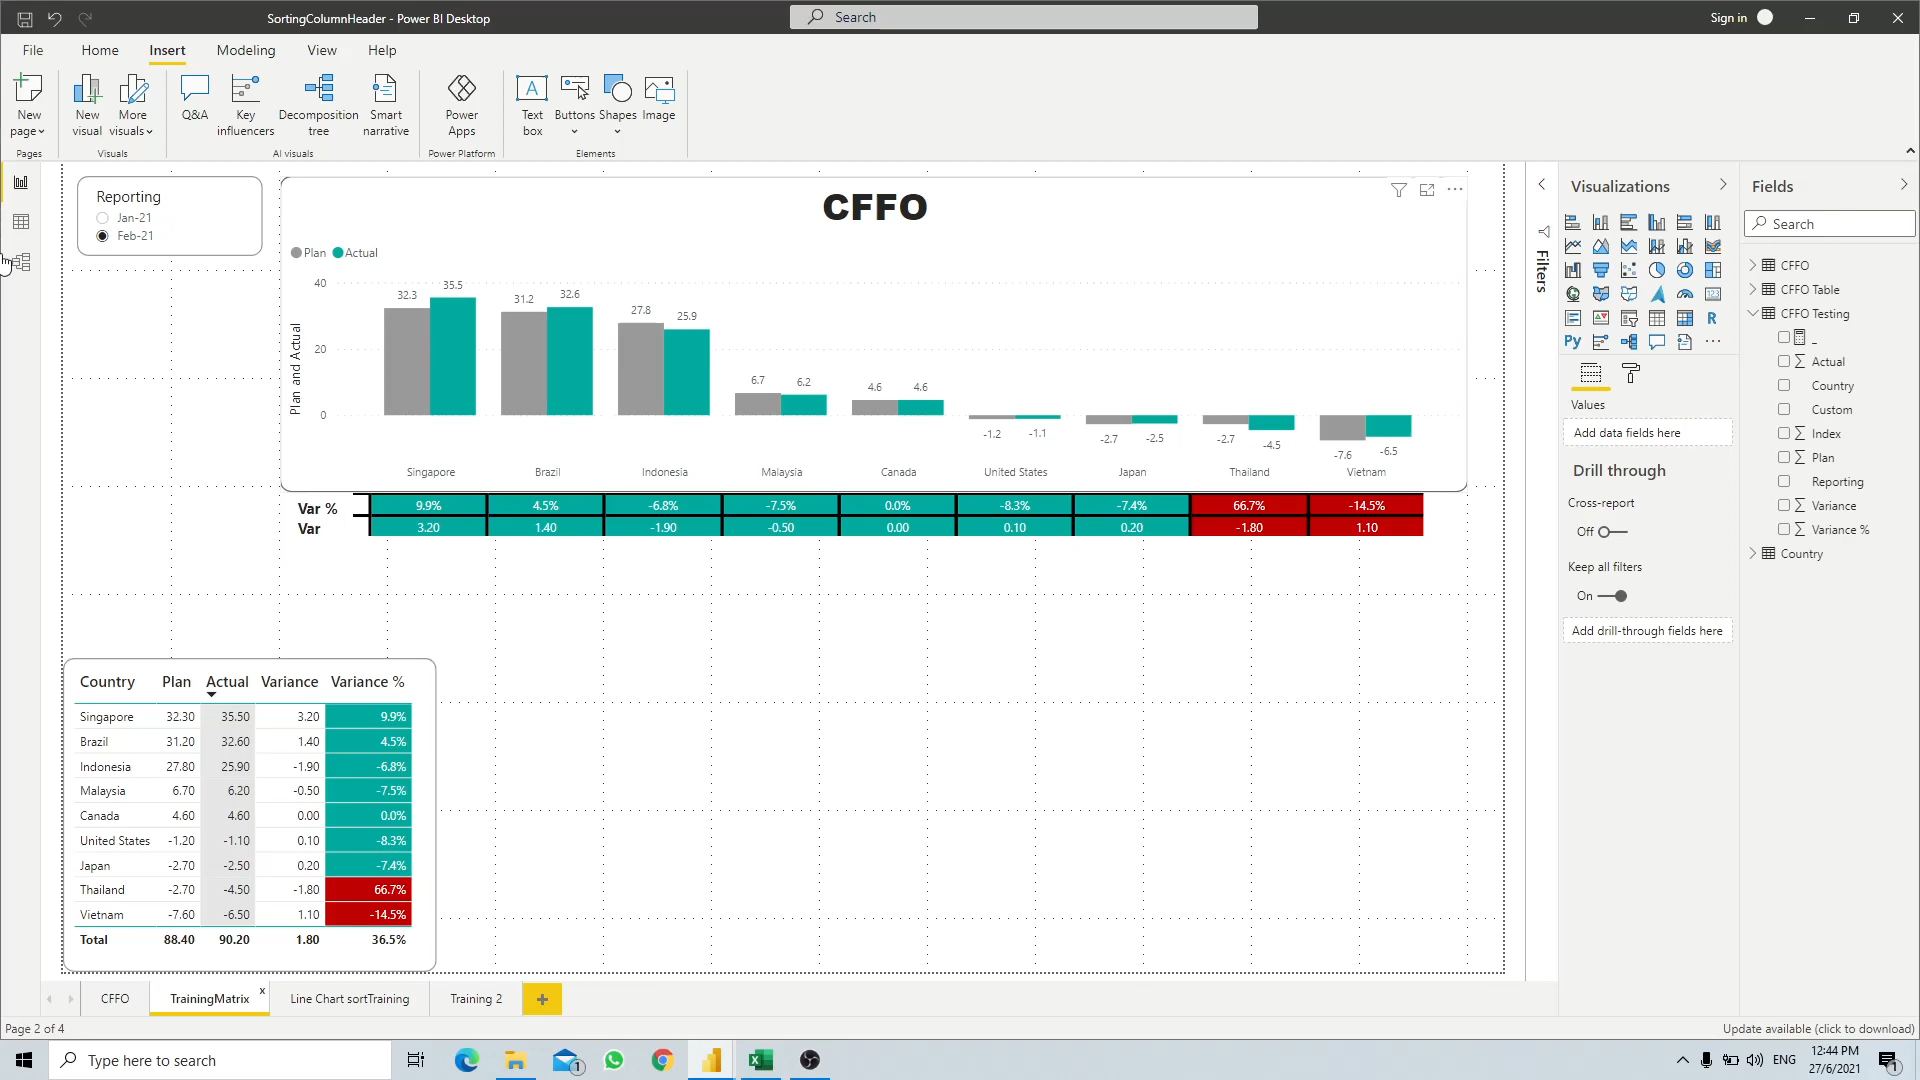 SortingColumnHeader - Power BI Desktop
Search
Sign in
File Home Insert Modeling View Help
New page
New visual
More visuals
Q&A
Key influencers
Decomposition tree
Smart narrative
Power Apps
Text box
Buttons
Shapes
Image
Pages
Visuals
AI visuals
Power Platform
Elements
Reporting
Jan-21
Feb-21
CFFO
Plan Actual
Plan and Actual
40
20
0
32.3 35.5 31.2 32.6 27.8 25.9 6.7 6.2 4.6 4.6 -1.2 -1.1 -2.7 -2.5 -2.7 -4.5 -7.6 -6.5
Singapore Brazil Indonesia Malaysia Canada United States Japan Thailand Vietnam
Var % 9.9% 4.5% -6.8% -7.5% 0.0% -8.3% -7.4% 66.7% -14.5%
Var 3.20 1.40 -1.90 -0.50 0.00 0.10 0.20 -1.80 1.10
Country Plan Actual Variance Variance %
Singapore 32.30 35.50 3.20 9.9%
Brazil 31.20 32.60 1.40 4.5%
Indonesia 27.80 25.90 -1.90 -6.8%
Malaysia 6.70 6.20 -0.50 -7.5%
Canada 4.60 4.60 0.00 0.0%
United States -1.20 -1.10 0.10 -8.3%
Japan -2.70 -2.50 0.20 -7.4%
Thailand -2.70 -4.50 -1.80 66.7%
Vietnam -7.60 -6.50 1.10 -14.5%
Total 88.40 90.20 1.80 36.5%
Filters
Visualizations
R
Py
123
Values
Add data fields here
Drill through
Cross-report
Off
Keep all filters
On
Add drill-through fields here
Fields
Search
CFFO
CFFO Table
CFFO Testing
_
Actual
Country
Custom
Index
Plan
Reporting
Variance
Variance %
Country
CFFO TrainingMatrix x Line Chart sortTraining Training 2 +
Page 2 of 4
Update available (click to download)
Type here to search
1
ENG
12:44 PM
27/6/2021
1